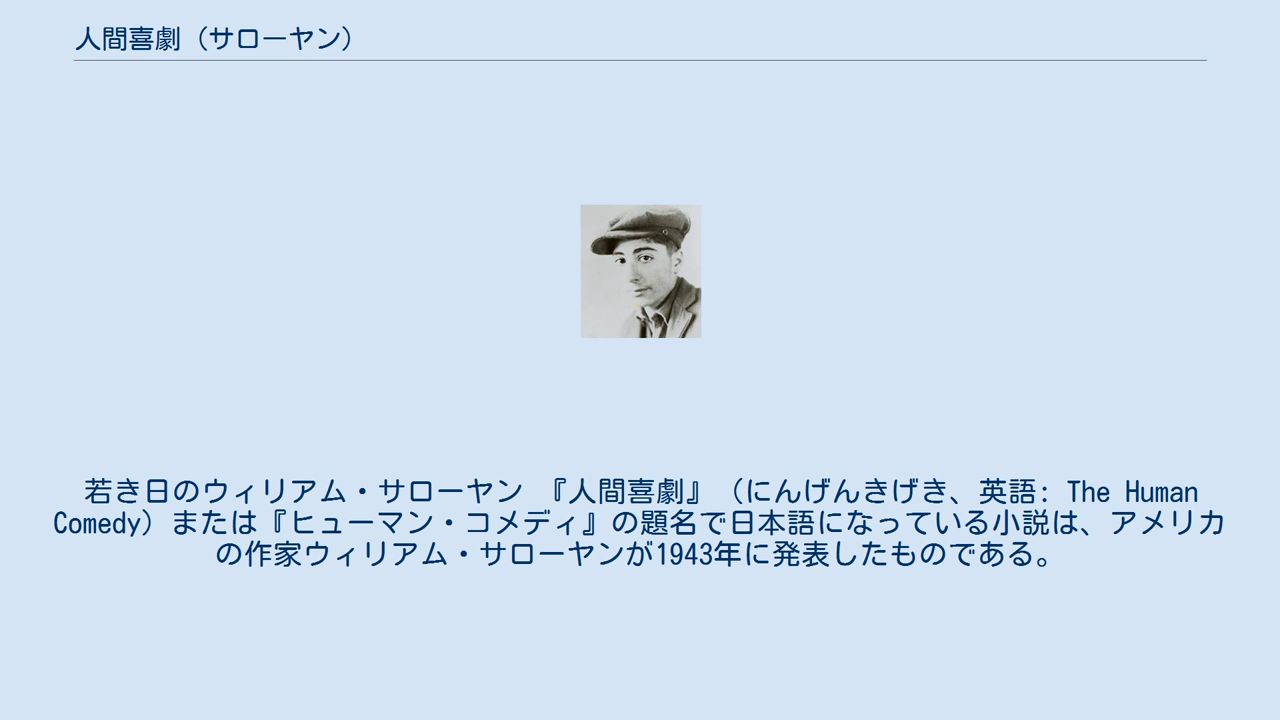 人間喜劇（サローヤン）
若き日のウィリアム・サローヤン 『人間喜劇』（にんげんきげき、英語: The Human
Comedy）または『ヒューマン・コメディ』の題名で日本語になっている小説は、アメリカ
の作家ウィリアム・サローヤンが1943年に発表したものである。